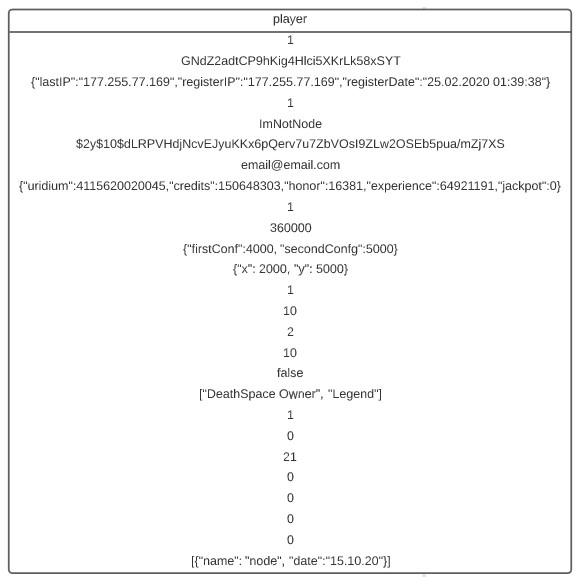 player
1
GNdZ2adtCP9hKig4Hlci5XKrLk58xSYT
{"lastIP":"177.255.77.169","registerIP":"177.255.77.169","registerDate":"25.02.2020 01:39:38"}
1
ImNotNode
$2y$10$dLRPVHdjNcvEJyuKKx6pQerv7u7ZbVOsI9ZLw2OSEb5pua/mZj7XS
email@email.com
{"uridium":4115620020045,"credits":150648303,"honor":16381,"experience":64921191,"jackpot":0}
1
360000
{"firstConf":4000, "secondConfg":5000}
{"x": 2000, "y": 5000}
1
10
2
10
false
["DeathSpace Owner", "Legend"]
1
0
21
0
0
0
0
[{"name": "node", "date":"15.10.20"}]